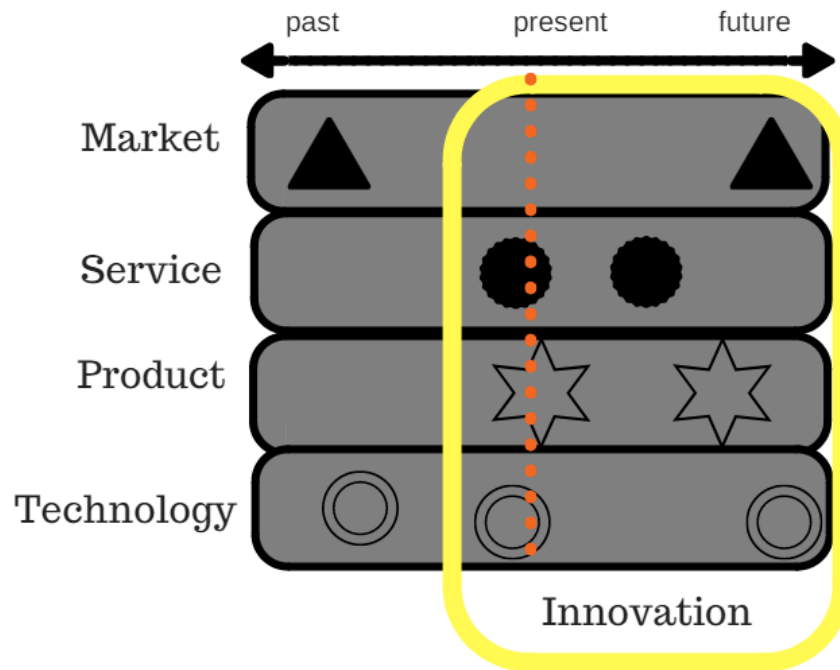 past present future
Market
Service
Product
Technology
Innovation